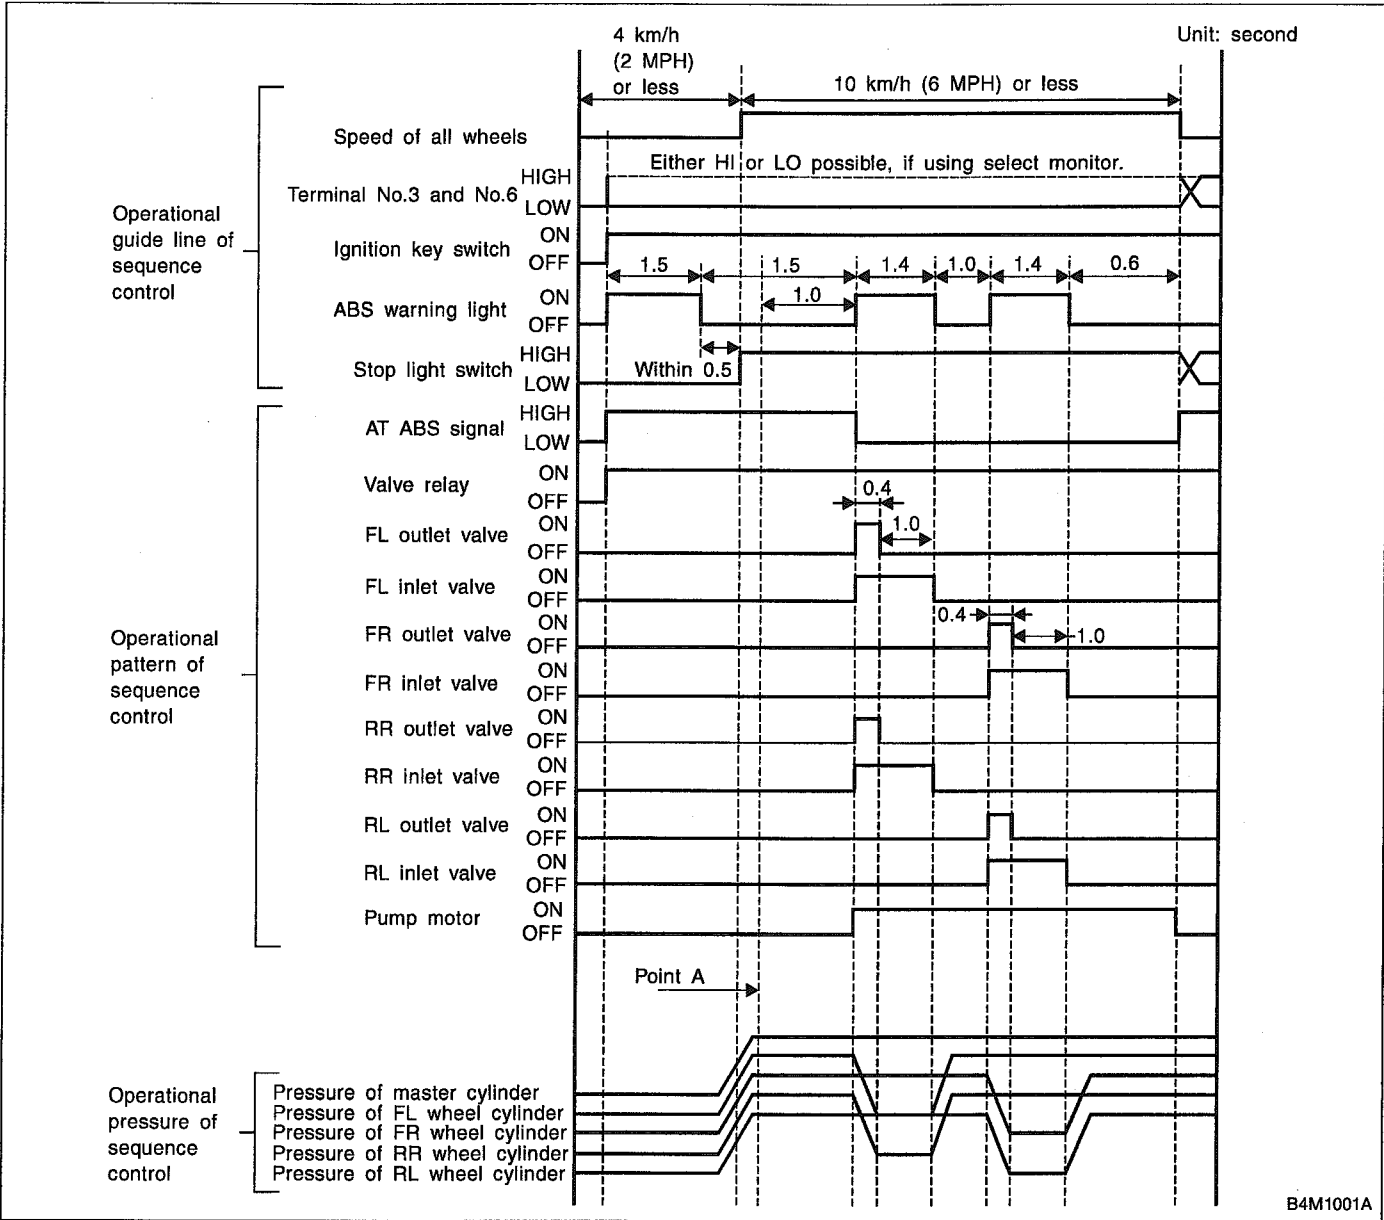 4 km/h
(2 MPH)
or less
Unit: second
10 km/h (6 MPH) or less
Operational
guide line of
sequence
control
Speed of all wheels
Either HI or LO possible, if using select monitor.
Terminal No.3 and No.6
HIGH
LOW
Ignition key switch
ON
OFF
1.5
1.5
1.4
1.0
1.4
0.6
ABS warning light
ON
OFF
1.0
Stop light switch
HIGH
LOW
Within 0.5
Operational
pattern of
sequence
control
AT ABS signal
HIGH
LOW
Valve relay
ON
OFF
0.4
FL outlet valve
ON
OFF
1.0
FL inlet valve
ON
OFF
0.4
FR outlet valve
ON
OFF
1.0
FR inlet valve
ON
OFF
RR outlet valve
ON
OFF
RR inlet valve
ON
OFF
RL outlet valve
ON
OFF
RL inlet valve
ON
OFF
Pump motor
ON
OFF
Point A
Operational
pressure of
sequence
control
Pressure of master cylinder
Pressure of FL wheel cylinder
Pressure of FR wheel cylinder
Pressure of RR wheel cylinder
Pressure of RL wheel cylinder
B4M1001A